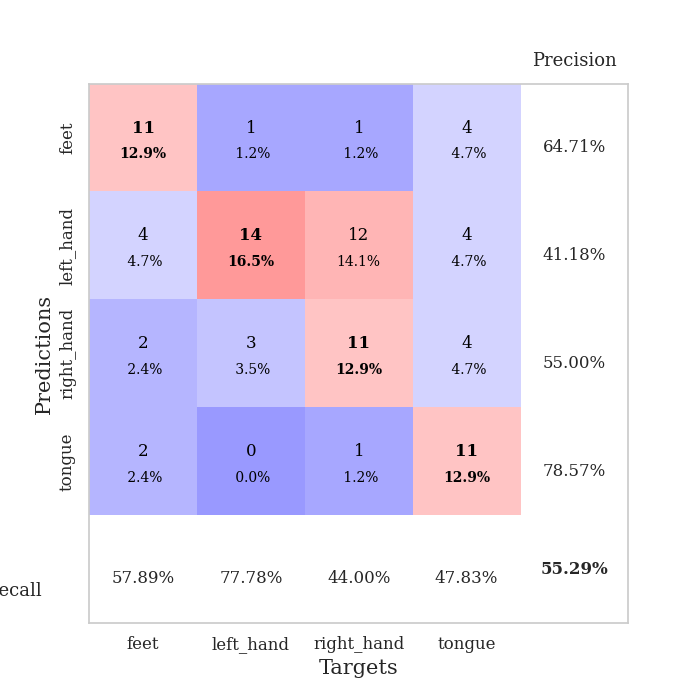 Precision
feet 11 1 1 4 64.71%
12.9% 1.2% 1.2% 4.7%
left_hand 4 14 12 4 41.18%
4.7% 16.5% 14.1% 4.7%
right_hand 2 3 11 4 55.00%
2.4% 3.5% 12.9% 4.7%
tongue 2 0 1 11 78.57%
2.4% 0.0% 1.2% 12.9%
Predictions
ecall 57.89% 77.78% 44.00% 47.83% 55.29%
feet left_hand right_hand tongue
Targets